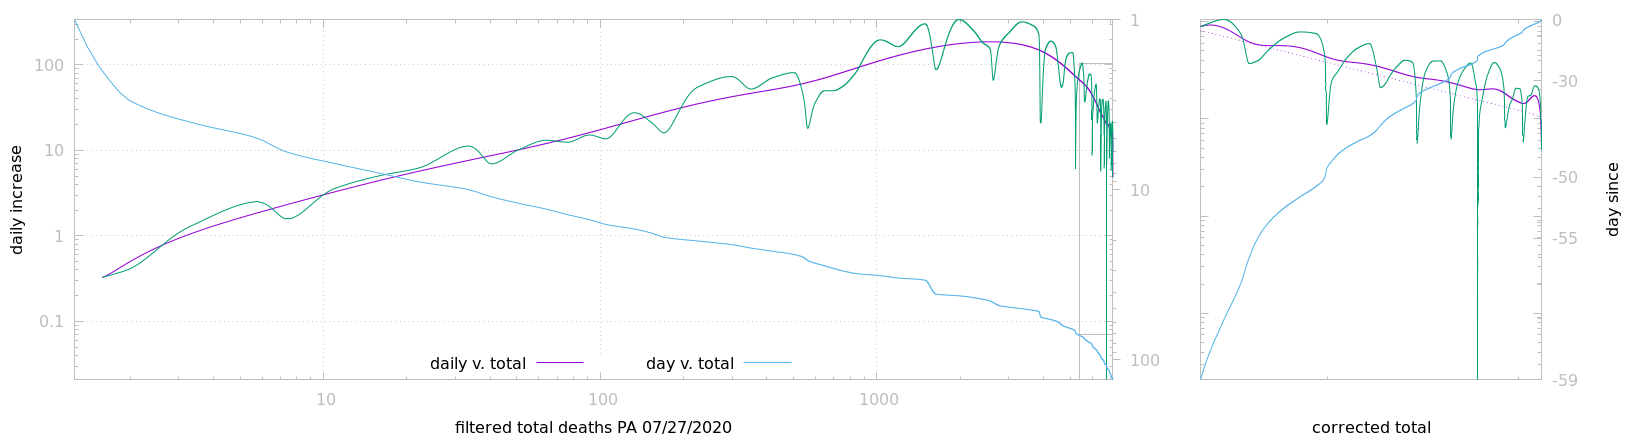 daily increase
100
10
1
0.1
10
100
1000
1
10
100
daily v. total
day v. total
filtered total deaths PA 07/27/2020
0
-30
-50
-55
-59
day since
corrected total